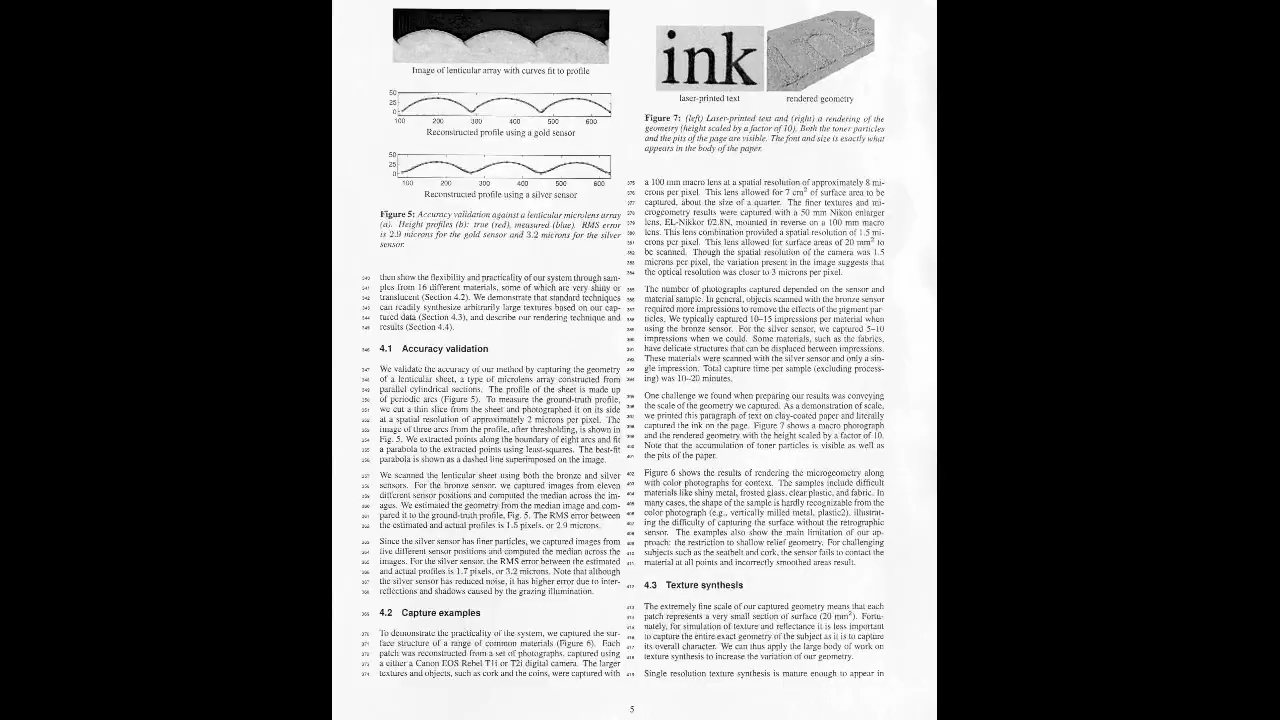 Image of lenticular array with curves fit to profile
50
25
0
100 200 300 400 500 600
Reconstructed profile using a gold sensor
50
25
0
100 200 300 400 500 600
Reconstructed profile using a silver sensor
Figure 5: Accuracy validation against a lenticular microlens array
(a). Height profiles (b): true (red), measured (blue). RMS error
is 2.9 microns for the gold sensor and 3.2 microns for the silver
sensor.
340 then show the flexibility and practicality of our system through sam-
341 ples from 16 different materials, some of which are very shiny or
342 translucent (Section 4.2). We demonstrate that standard techniques
343 can readily synthesize arbitrarily large textures based on our cap-
344 tured data (Section 4.3), and describe our rendering technique and
345 results (Section 4.4).
346 4.1 Accuracy validation
347 We validate the accuracy of our method by capturing the geometry
348 of a lenticular sheet, a type of microlens array constructed from
349 parallel cylindrical sections. The profile of the sheet is made up
350 of periodic arcs (Figure 5). To measure the ground-truth profile,
351 we cut a thin slice from the sheet and photographed it on its side
352 at a spatial resolution of approximately 2 microns per pixel. The
353 image of three arcs from the profile, after thresholding, is shown in
354 Fig. 5. We extracted points along the boundary of eight arcs and fit
355 a parabola to the extracted points using least-squares. The best-fit
356 parabola is shown as a dashed line superimposed on the image.
357 We scanned the lenticular sheet using both the bronze and silver
358 sensors. For the bronze sensor, we captured images from eleven
359 different sensor positions and computed the median across the im-
360 ages. We estimated the geometry from the median image and com-
361 pared it to the ground-truth profile, Fig. 5. The RMS error between
362 the estimated and actual profiles is 1.5 pixels, or 2.9 microns.
363 Since the silver sensor has finer particles, we captured images from
364 five different sensor positions and computed the median across the
365 images. For the silver sensor, the RMS error between the estimated
366 and actual profiles is 1.7 pixels, or 3.2 microns. Note that although
367 the silver sensor has reduced noise, it has higher error due to inter-
368 reflections and shadows caused by the grazing illumination.
369 4.2 Capture examples
370 To demonstrate the practicality of the system, we captured the sur-
371 face structure of a range of common materials (Figure 6). Each
372 patch was reconstructed from a set of photographs, captured using
373 a either a Canon EOS Rebel T1i or T2i digital camera. The larger
374 textures and objects, such as cork and the coins, were captured with
ink
laser-printed text
rendered geometry
Figure 7: (left) Laser-printed text and (right) a rendering of the
geometry (height scaled by a factor of 10). Both the toner particles
and the pits of the page are visible. The font and size is exactly what
appears in the body of the paper.
375 a 100 mm macro lens at a spatial resolution of approximately 8 mi-
376 crons per pixel. This lens allowed for 7 cm² of surface area to be
377 captured, about the size of a quarter. The finer textures and mi-
378 crogeometry results were captured with a 50 mm Nikon enlarger
379 lens, EL-Nikkor f/2.8N, mounted in reverse on a 100 mm macro
380 lens. This lens combination provided a spatial resolution of 1.5 mi-
381 crons per pixel. This lens allowed for surface areas of 20 mm² to
382 be scanned. Though the spatial resolution of the camera was 1.5
383 microns per pixel, the variation present in the image suggests that
384 the optical resolution was closer to 3 microns per pixel.
385 The number of photographs captured depended on the sensor and
386 material sample. In general, objects scanned with the bronze sensor
387 required more impressions to remove the effects of the pigment par-
388 ticles. We typically captured 10–15 impressions per material when
389 using the bronze sensor. For the silver sensor, we captured 5–10
390 impressions when we could. Some materials, such as the fabrics,
391 have delicate structures that can be displaced between impressions.
392 These materials were scanned with the silver sensor and only a sin-
393 gle impression. Total capture time per sample (excluding process-
394 ing) was 10–20 minutes.
395 One challenge we found when preparing our results was conveying
396 the scale of the geometry we captured. As a demonstration of scale,
397 we printed this paragraph of text on clay-coated paper and literally
398 captured the ink on the page. Figure 7 shows a macro photograph
399 and the rendered geometry with the height scaled by a factor of 10.
400 Note that the accumulation of toner particles is visible as well as
401 the pits of the paper.
402 Figure 6 shows the results of rendering the microgeometry along
403 with color photographs for context. The samples include difficult
404 materials like shiny metal, frosted glass, clear plastic, and fabric. In
405 many cases, the shape of the sample is hardly recognizable from the
406 color photograph (e.g., vertically milled metal, plastic2), illustrat-
407 ing the difficulty of capturing the surface without the retrographic
408 sensor. The examples also show the main limitation of our ap-
409 proach: the restriction to shallow relief geometry. For challenging
410 subjects such as the seatbelt and cork, the sensor fails to contact the
411 material at all points and incorrectly smoothed areas result.
412 4.3 Texture synthesis
413 The extremely fine scale of our captured geometry means that each
414 patch represents a very small section of surface (20 mm²). Fortu-
415 nately, for simulation of texture and reflectance it is less important
416 to capture the entire exact geometry of the subject as it is to capture
417 its overall character. We can thus apply the large body of work on
418 texture synthesis to increase the variation of our geometry.
419 Single resolution texture synthesis is mature enough to appear in
5